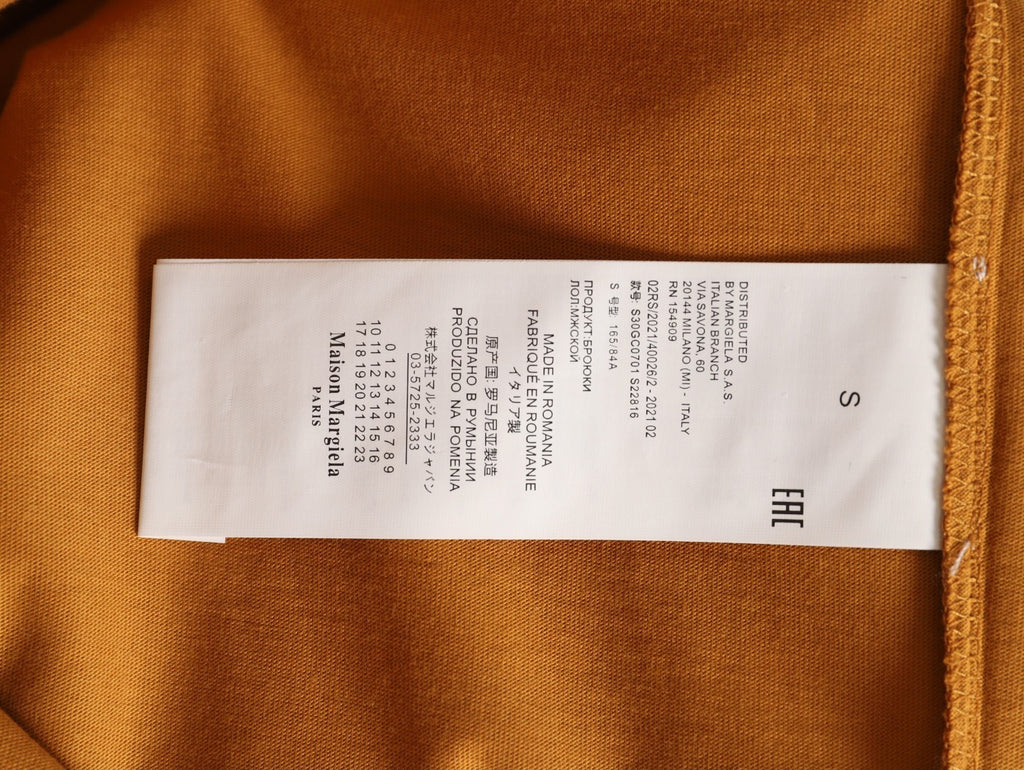 S
EAC
DISTRIBUTED
BY MARGIELA S.A.S.
ITALIAN BRANCH
VIA SAVONA, 60
20144 MILANO (MI) - ITALY
RN 154909
02RS/2021/40026/2 - 2021 02
款号: S30GC0701 S22816
S 号型: 165/84A
ПРОДУКТ:БРОЮКИ
ЛОЛ:МЖСКОЙ
MADE IN ROMANIA
FABRIQUÉ EN ROUMANIE
イタリア製
原产国: 罗马尼亚製造
СДЕЛАНО В РУМЫНИИ
PRODUZIDO NA POMENIA
株式会社マルジエラジャパン
03-5725-2333
0 1 2 3 4 5 6 7 8 9
10 11 12 13 14 15 16
17 18 19 20 21 22 23
Maison Margiela
PARIS